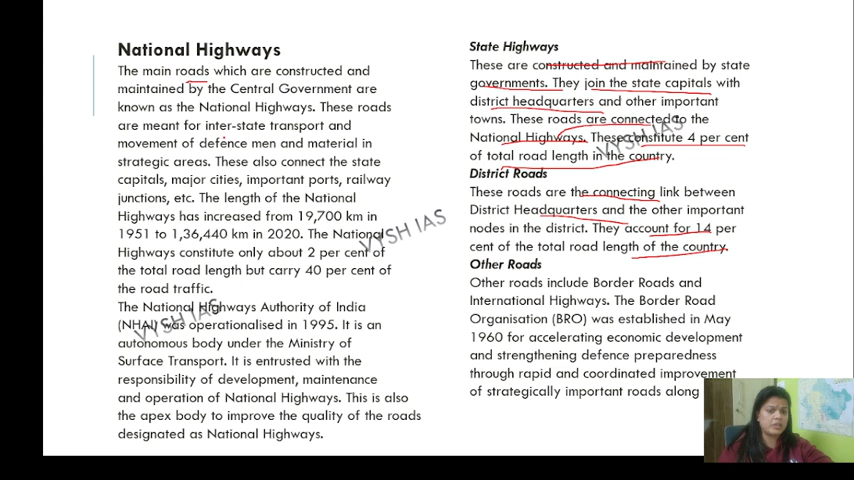 National Highways
The main roads which are constructed and
maintained by the Central Government are
known as the National Highways. These roads
are meant for inter-state transport and
movement of defence men and material in
strategic areas. These also connect the state
capitals, major cities, important ports, railway
junctions, etc. The length of the National
Highways has increased from 19,700 km in
1951 to 1,36,440 km in 2020. The National
Highways constitute only about 2 per cent of
the total road length but carry 40 per cent of
the road traffic.
The National Highways Authority of India
(NHAI) was operationalised in 1995. It is an
autonomous body under the Ministry of
Surface Transport. It is entrusted with the
responsibility of development, maintenance
and operation of National Highways. This is also
the apex body to improve the quality of the roads
designated as National Highways.
State Highways
These are constructed and maintained by state
governments. They join the state capitals with
district headquarters and other important
towns. These roads are connected to the
National Highways. These constitute 4 per cent
of total road length in the country.
District Roads
These roads are the connecting link between
District Headquarters and the other important
nodes in the district. They account for 14 per
cent of the total road length of the country.
Other Roads
Other roads include Border Roads and
International Highways. The Border Road
Organisation (BRO) was established in May
1960 for accelerating economic development
and strengthening defence preparedness
through rapid and coordinated improvement
of strategically important roads along
VYSH IAS
VYSH IAS
VYSH IAS